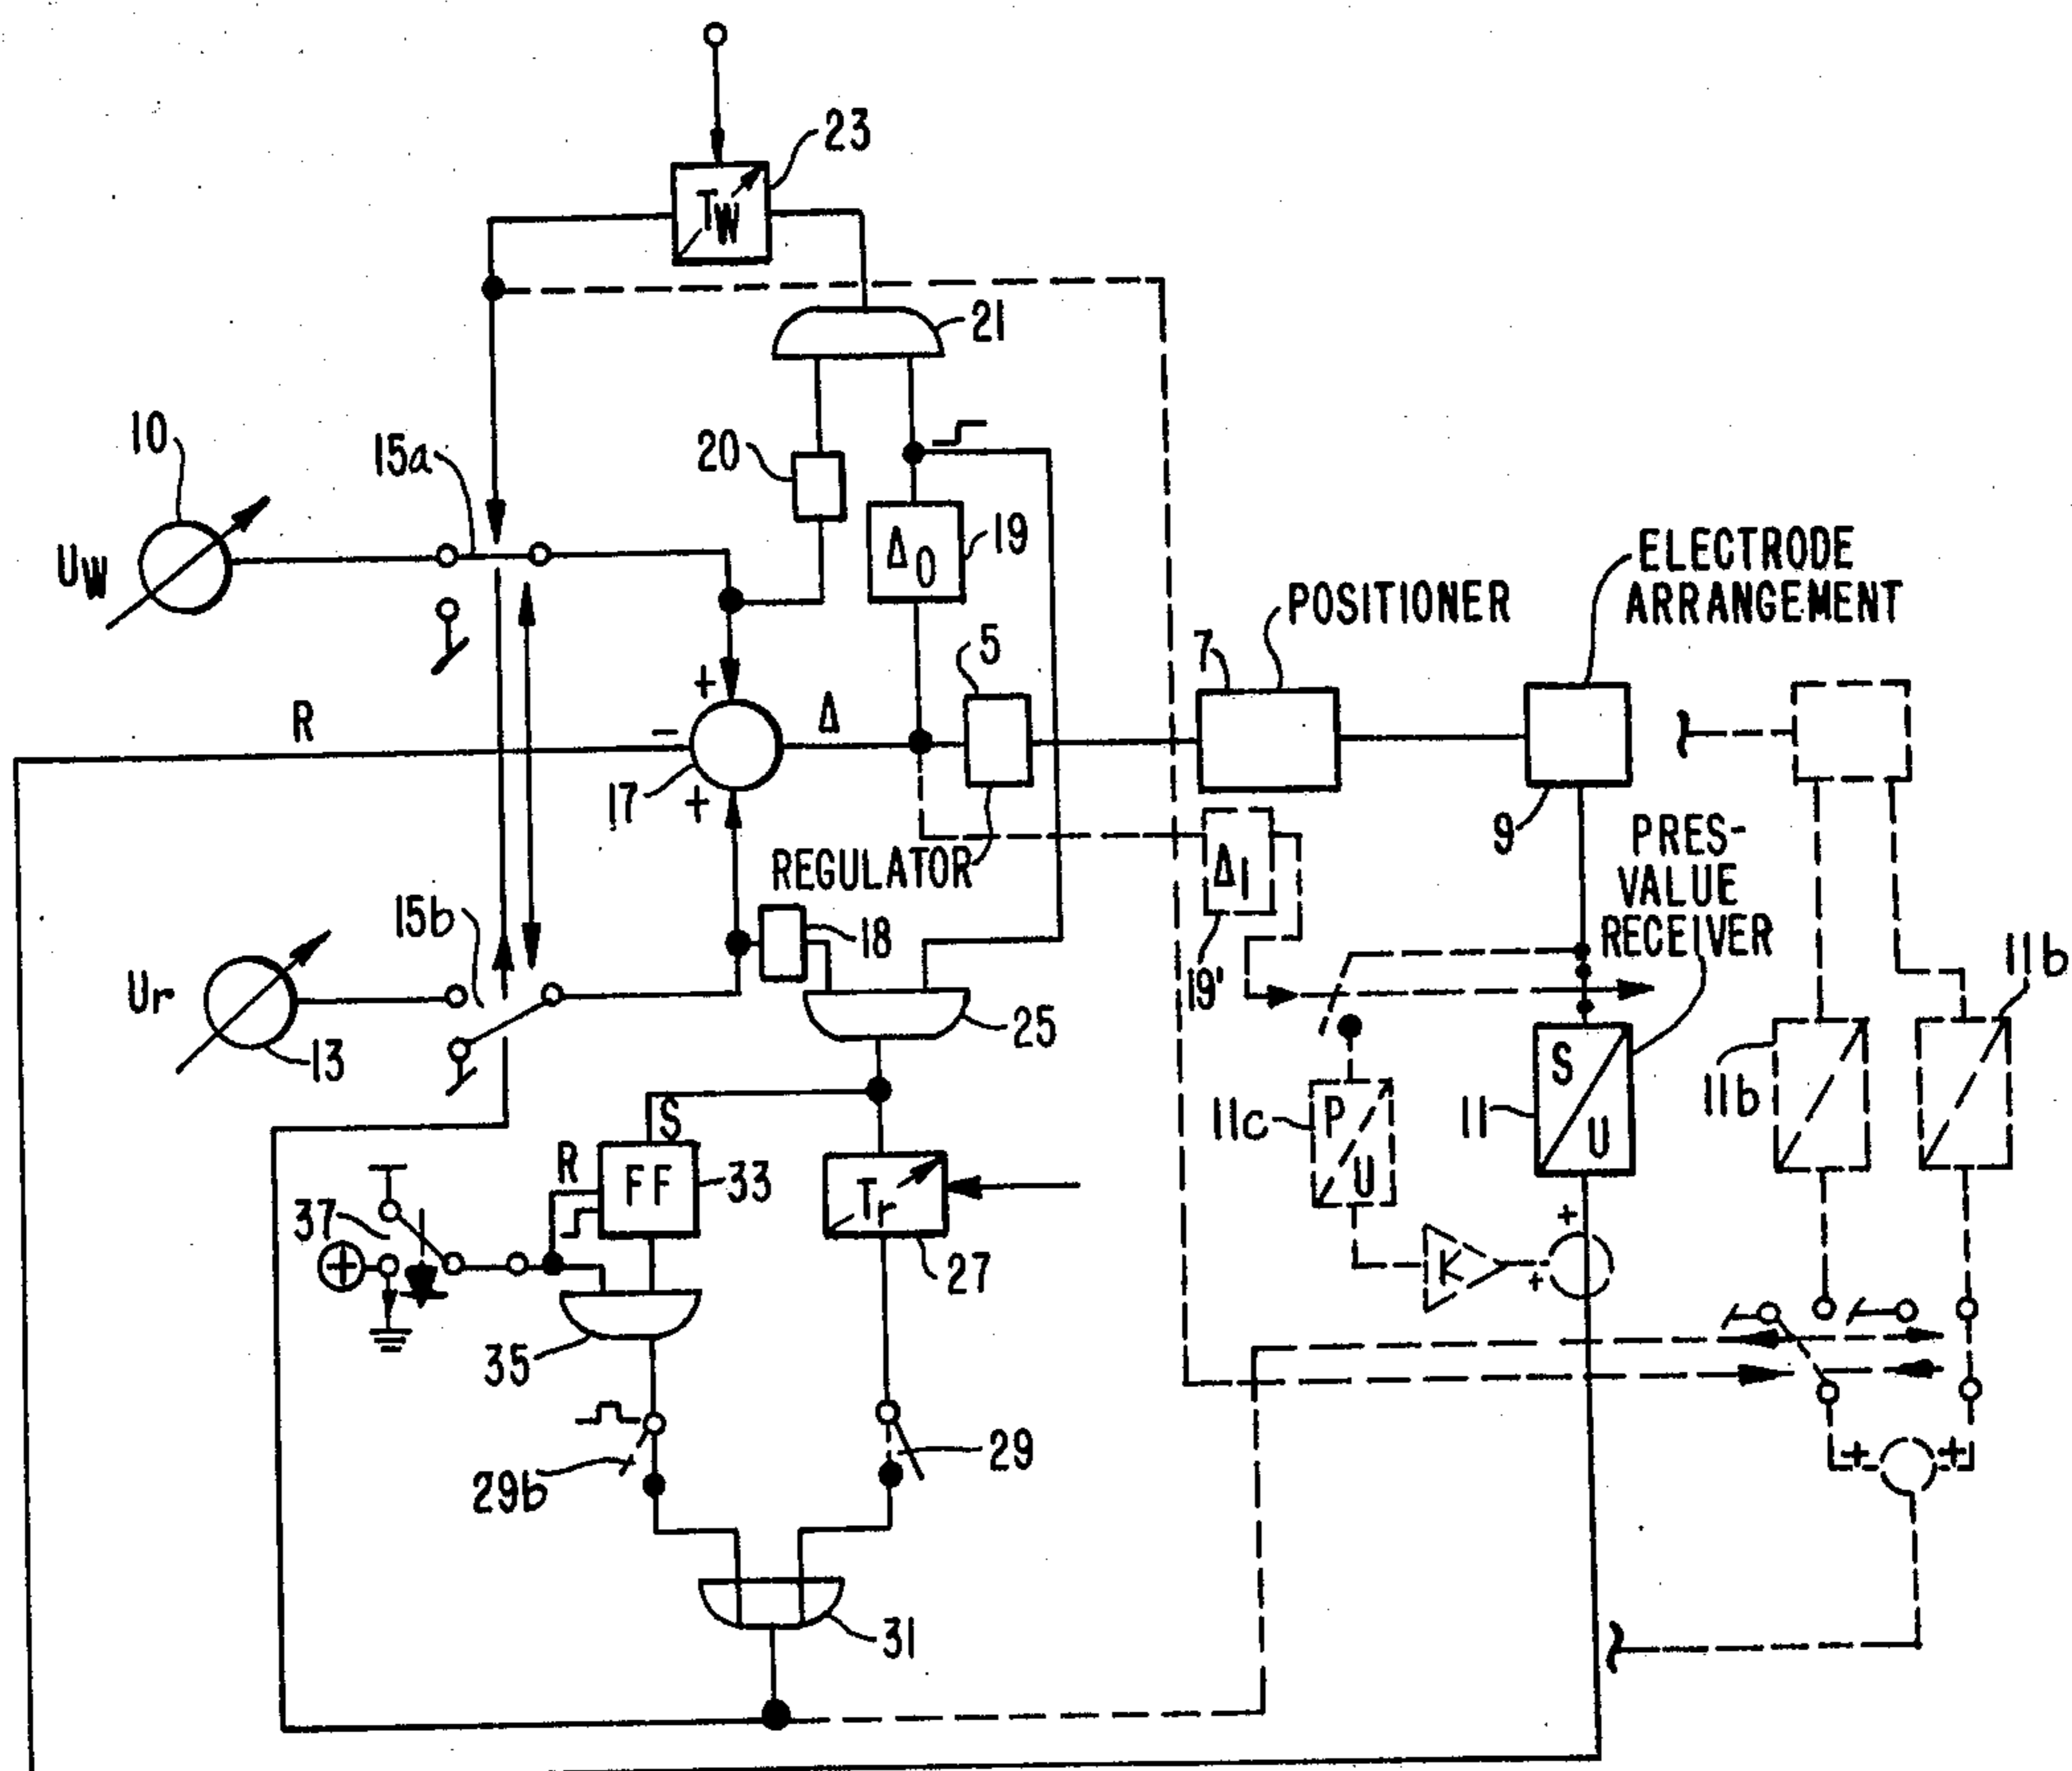 23
TW
21
10
15a
20
UW
Δ0
19
ELECTRODE
ARRANGEMENT
POSITIONER
5
7
+
R
-
Δ
17
+
9
PRES-
VALUE
RECEIVER
REGULATOR
Δ1
19'
15b
18
11b
Ur
25
13
S
11c
P
U
11
S
U
11b
R
FF
33
Tr
37
+
27
K
+
+
35
29b
29
+
+
31